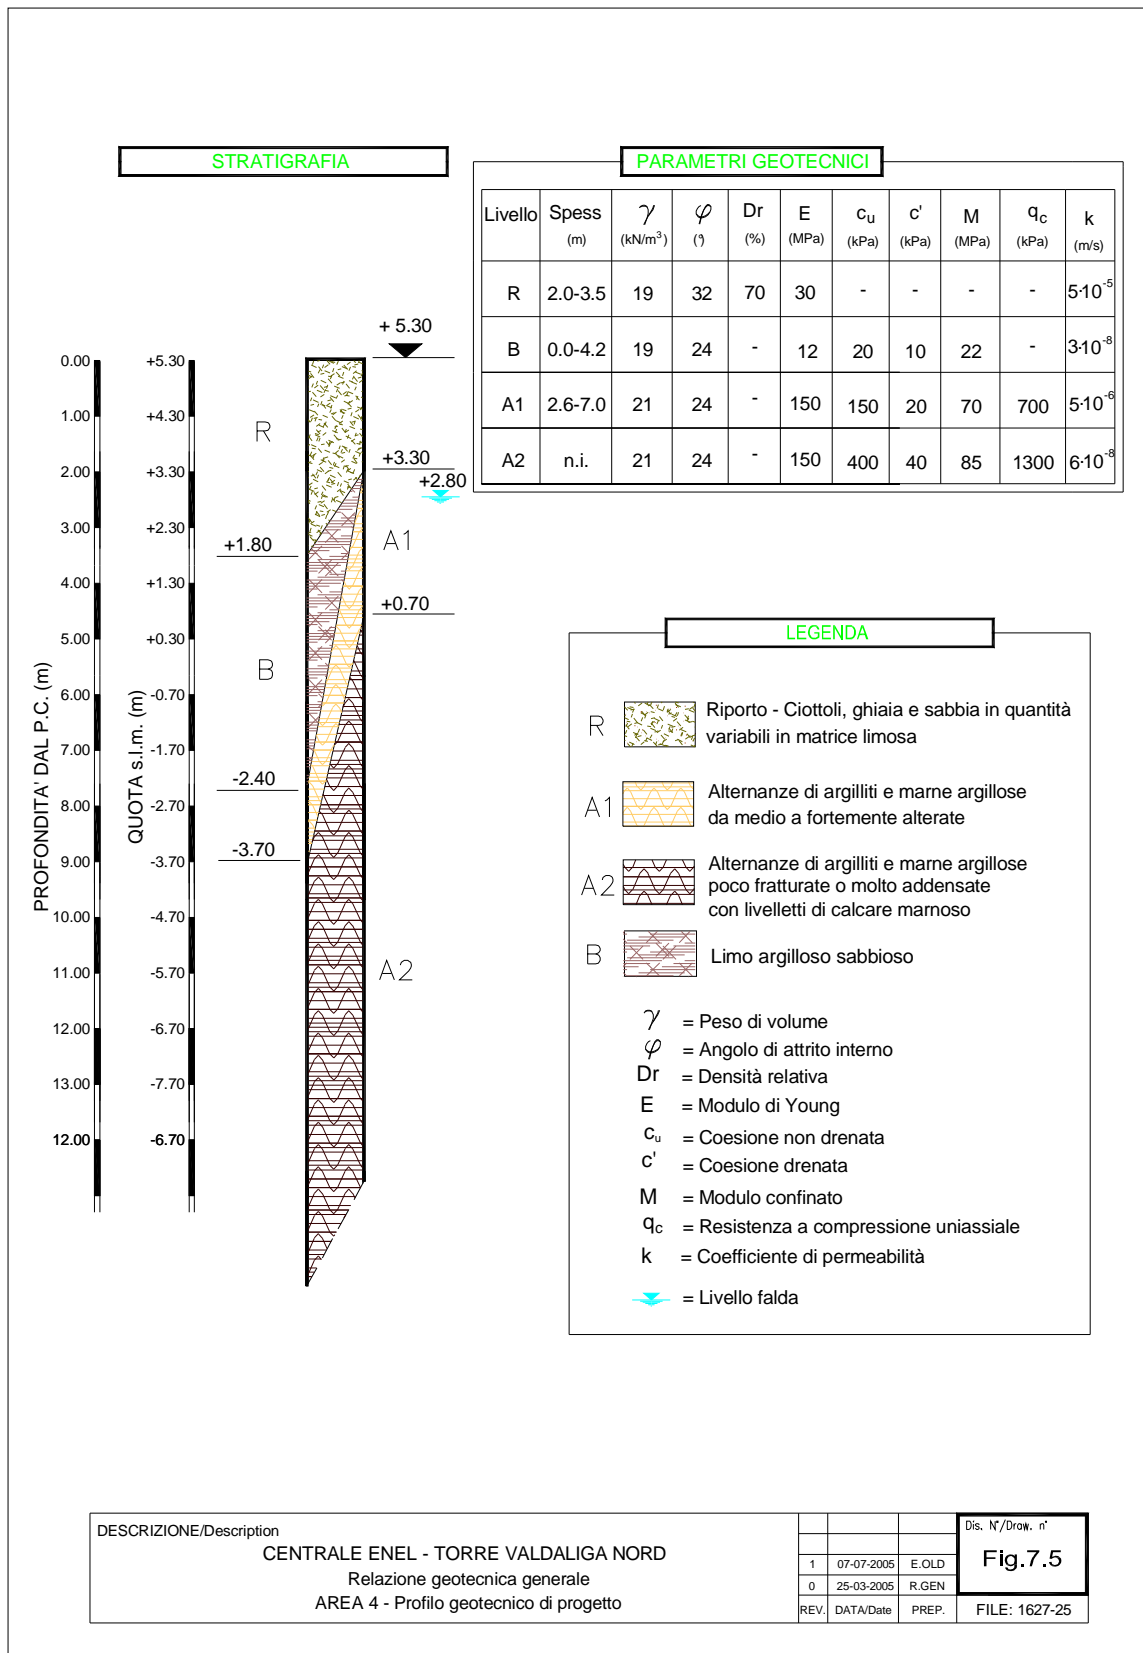 STRATIGRAFIA
PARAMETRI GEOTECNICI
Livello Spess (m) γ (kN/m³) φ (°) Dr (%) E (MPa) cu (kPa) c' (kPa) M (MPa) qc (kPa) k (m/s)
R 2.0-3.5 19 32 70 30 - - - - 5·10⁻⁵
B 0.0-4.2 19 24 - 12 20 10 22 - 3·10⁻⁸
A1 2.6-7.0 21 24 - 150 150 20 70 700 5·10⁻⁶
A2 n.i. 21 24 - 150 400 40 85 1300 6·10⁻⁸
+ 5.30
PROFONDITA' DAL P.C. (m)
0.00
1.00
2.00
3.00
4.00
5.00
6.00
7.00
8.00
9.00
10.00
11.00
12.00
13.00
12.00
QUOTA s.l.m. (m)
+5.30
+4.30
+3.30
+2.30
+1.30
+0.30
-0.70
-1.70
-2.70
-3.70
-4.70
-5.70
-6.70
-7.70
-6.70
R
+1.80
B
-2.40
-3.70
+3.30
+2.80
A1
+0.70
A2
LEGENDA
R Riporto - Ciottoli, ghiaia e sabbia in quantità
variabili in matrice limosa
A1 Alternanze di argilliti e marne argillose
da medio a fortemente alterate
A2 Alternanze di argilliti e marne argillose
poco fratturate o molto addensate
con livelletti di calcare marnoso
B Limo argilloso sabbioso
γ = Peso di volume
φ = Angolo di attrito interno
Dr = Densità relativa
E = Modulo di Young
cu = Coesione non drenata
c' = Coesione drenata
M = Modulo confinato
qc = Resistenza a compressione uniassiale
k = Coefficiente di permeabilità
= Livello falda
DESCRIZIONE/Description
CENTRALE ENEL - TORRE VALDALIGA NORD
Relazione geotecnica generale
AREA 4 - Profilo geotecnico di progetto
1 07-07-2005 E.OLD
0 25-03-2005 R.GEN
REV. DATA/Date PREP.
Dis. N°/Draw. n°
Fig.7.5
FILE: 1627-25